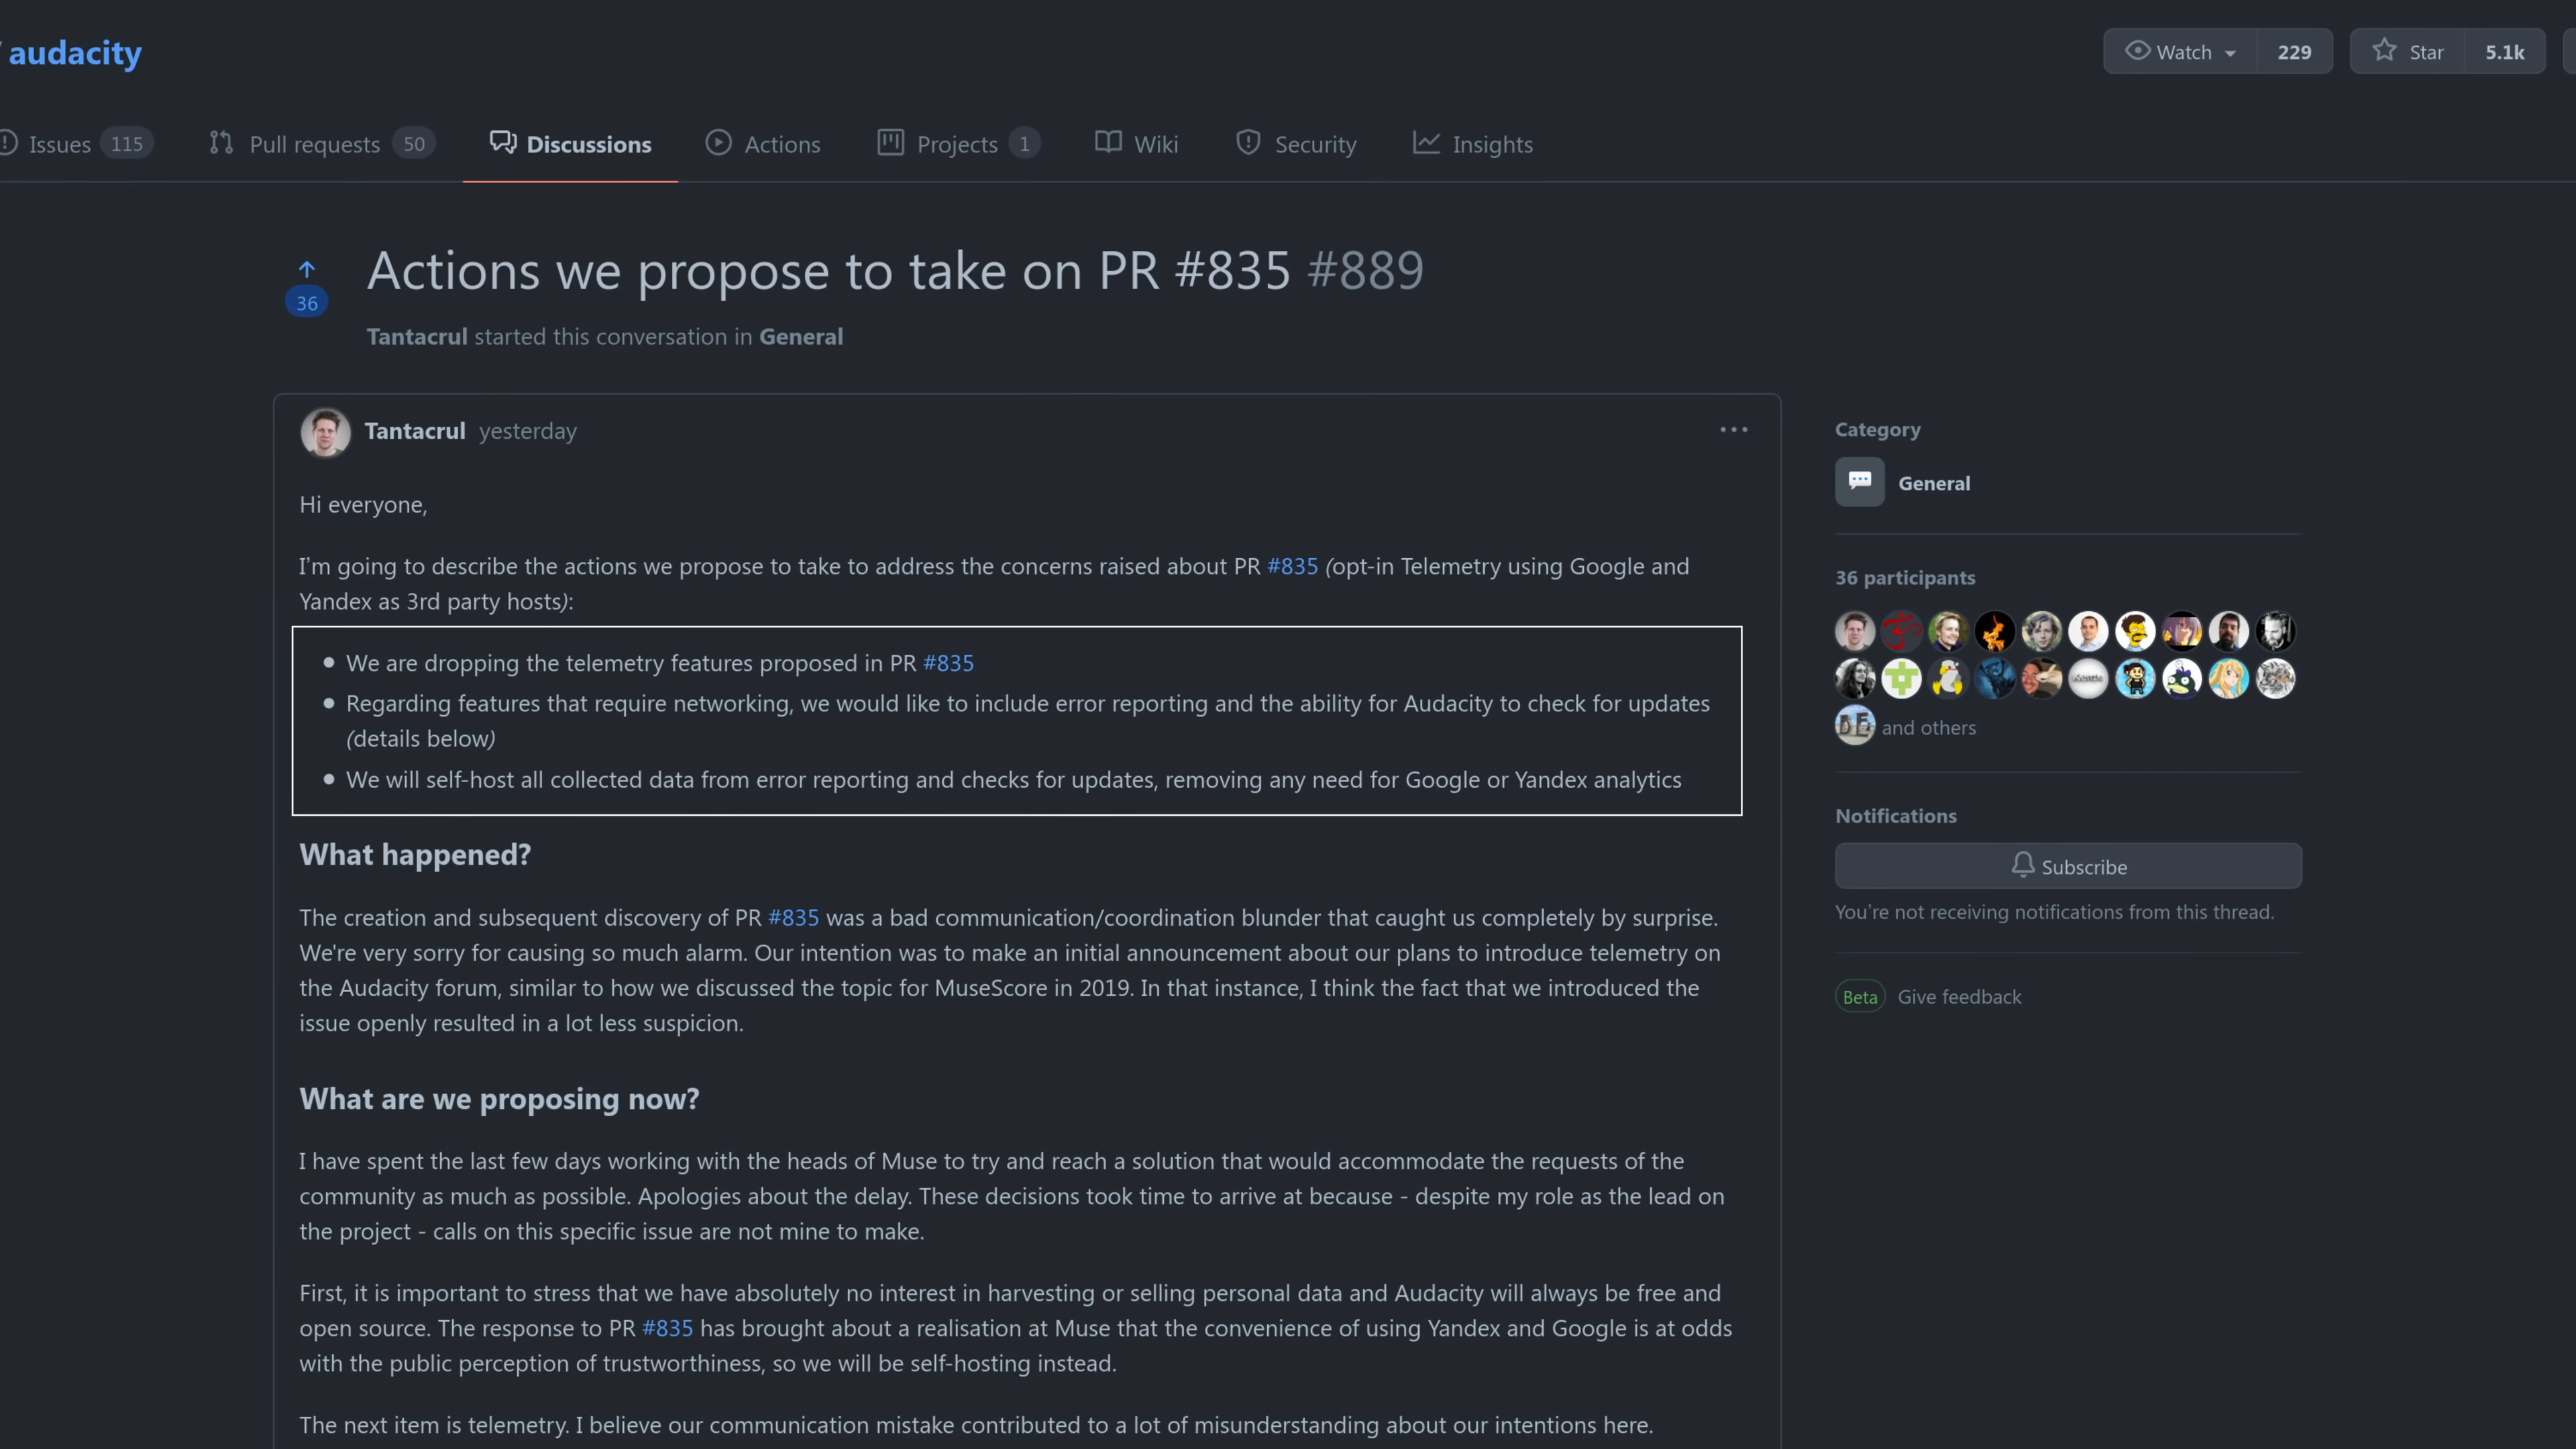 / audacity
Watch 229 Star 5.1k
Issues 115 Pull requests 50 Discussions Actions Projects 1 Wiki Security Insights
36
Actions we propose to take on PR #835 #889
Tantacrul started this conversation in General
Tantacrul yesterday
Hi everyone,
I'm going to describe the actions we propose to take to address the concerns raised about PR #835 (opt-in Telemetry using Google and
Yandex as 3rd party hosts):
• We are dropping the telemetry features proposed in PR #835
• Regarding features that require networking, we would like to include error reporting and the ability for Audacity to check for updates
(details below)
• We will self-host all collected data from error reporting and checks for updates, removing any need for Google or Yandex analytics
What happened?
The creation and subsequent discovery of PR #835 was a bad communication/coordination blunder that caught us completely by surprise.
We're very sorry for causing so much alarm. Our intention was to make an initial announcement about our plans to introduce telemetry on
the Audacity forum, similar to how we discussed the topic for MuseScore in 2019. In that instance, I think the fact that we introduced the
issue openly resulted in a lot less suspicion.
What are we proposing now?
I have spent the last few days working with the heads of Muse to try and reach a solution that would accommodate the requests of the
community as much as possible. Apologies about the delay. These decisions took time to arrive at because - despite my role as the lead on
the project - calls on this specific issue are not mine to make.
First, it is important to stress that we have absolutely no interest in harvesting or selling personal data and Audacity will always be free and
open source. The response to PR #835 has brought about a realisation at Muse that the convenience of using Yandex and Google is at odds
with the public perception of trustworthiness, so we will be self-hosting instead.
The next item is telemetry. I believe our communication mistake contributed to a lot of misunderstanding about our intentions here.
Category
General
36 participants
and others
Notifications
Subscribe
You're not receiving notifications from this thread.
Beta Give feedback